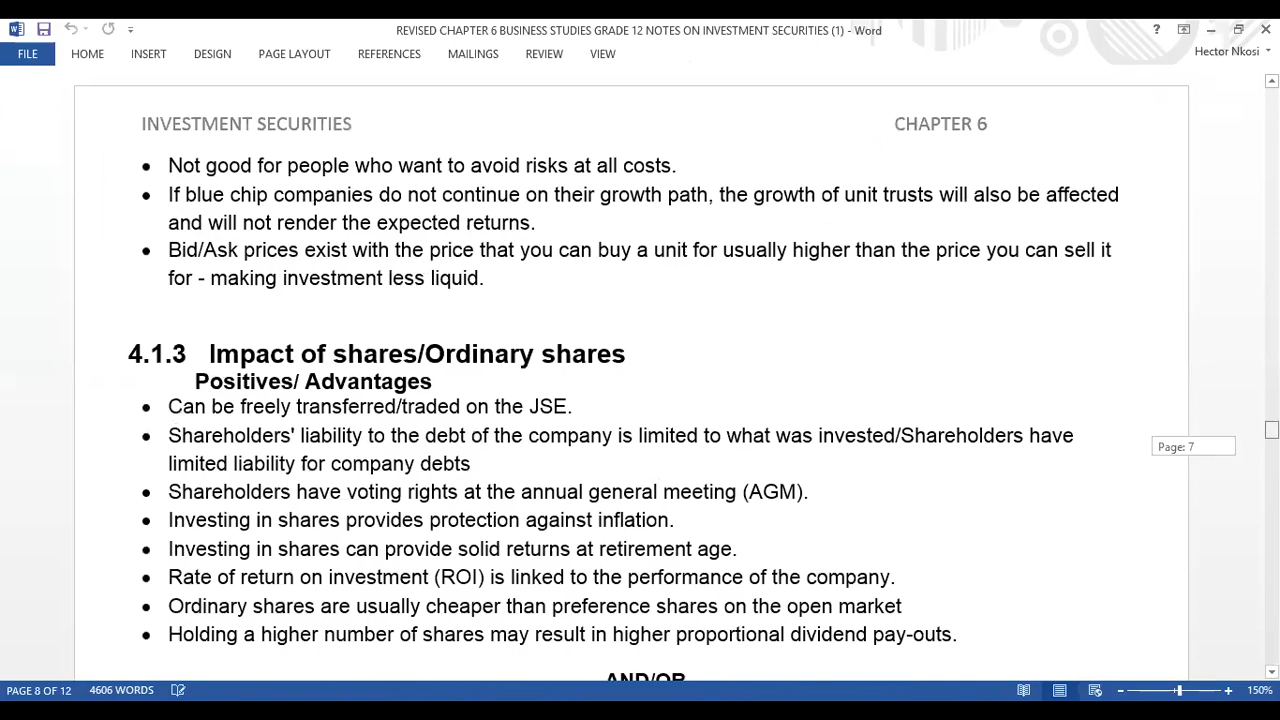 REVISED CHAPTER 6 BUSINESS STUDIES GRADE 12 NOTES ON INVESTMENT SECURITIES (1) - Word
?
FILE HOME INSERT DESIGN PAGE LAYOUT REFERENCES MAILINGS REVIEW VIEW
Hector Nkosi
INVESTMENT SECURITIES CHAPTER 6
• Not good for people who want to avoid risks at all costs.
• If blue chip companies do not continue on their growth path, the growth of unit trusts will also be affected
and will not render the expected returns.
• Bid/Ask prices exist with the price that you can buy a unit for usually higher than the price you can sell it
for - making investment less liquid.
4.1.3 Impact of shares/Ordinary shares
Positives/ Advantages
• Can be freely transferred/traded on the JSE.
• Shareholders' liability to the debt of the company is limited to what was invested/Shareholders have
limited liability for company debts
Page: 7
• Shareholders have voting rights at the annual general meeting (AGM).
• Investing in shares provides protection against inflation.
• Investing in shares can provide solid returns at retirement age.
• Rate of return on investment (ROI) is linked to the performance of the company.
• Ordinary shares are usually cheaper than preference shares on the open market
• Holding a higher number of shares may result in higher proportional dividend pay-outs.
AND/OR
PAGE 8 OF 12 4606 WORDS 150%